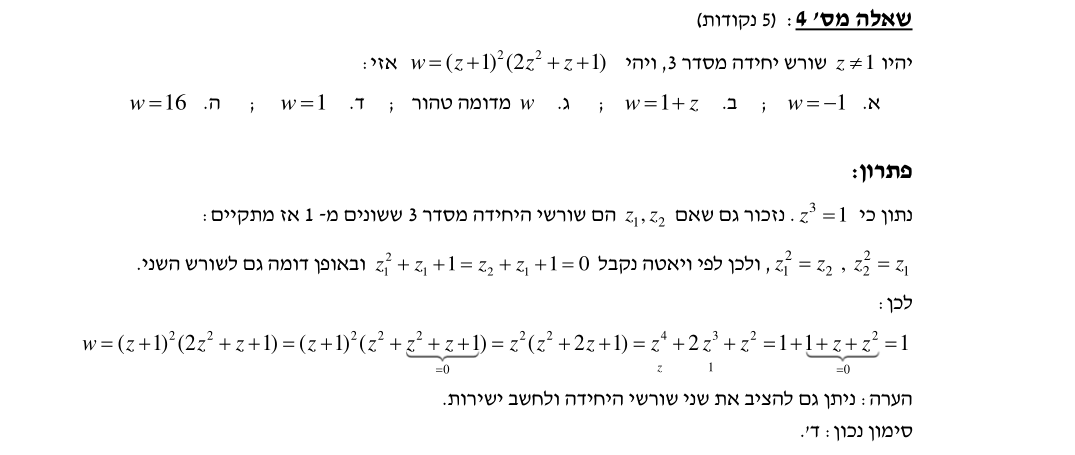 שאלה מס' 4 : (5 נקודות)
יהיו z ≠ 1 שורש יחידה מסדר 3, ויהי w = (z+1)²(2z² + z + 1) אזי :
א. w = −1 ; ב. w = 1 + z ; ג. w מדומה טהור ; ד. w = 1 ; ה. w = 16
פתרון:
נתון כי z³ = 1 . נזכור גם שאם z₁, z₂ הם שורשי היחידה מסדר 3 ששונים מ- 1 אז מתקיים :
z₁² = z₂ , z₂² = z₁ , ולכן לפי ויאטה נקבל z₁² + z₁ + 1 = z₂ + z₁ + 1 = 0 ובאופן דומה גם לשורש השני.
לכן :
w = (z+1)²(2z² + z + 1) = (z+1)²(z² + z² + z + 1) = z²(z² + 2z + 1) = z⁴ + 2z³ + z² = 1 + 1 + z + z² = 1
=0 z 1 =0
הערה : ניתן גם להציב את שני שורשי היחידה ולחשב ישירות.
סימון נכון : ד'.